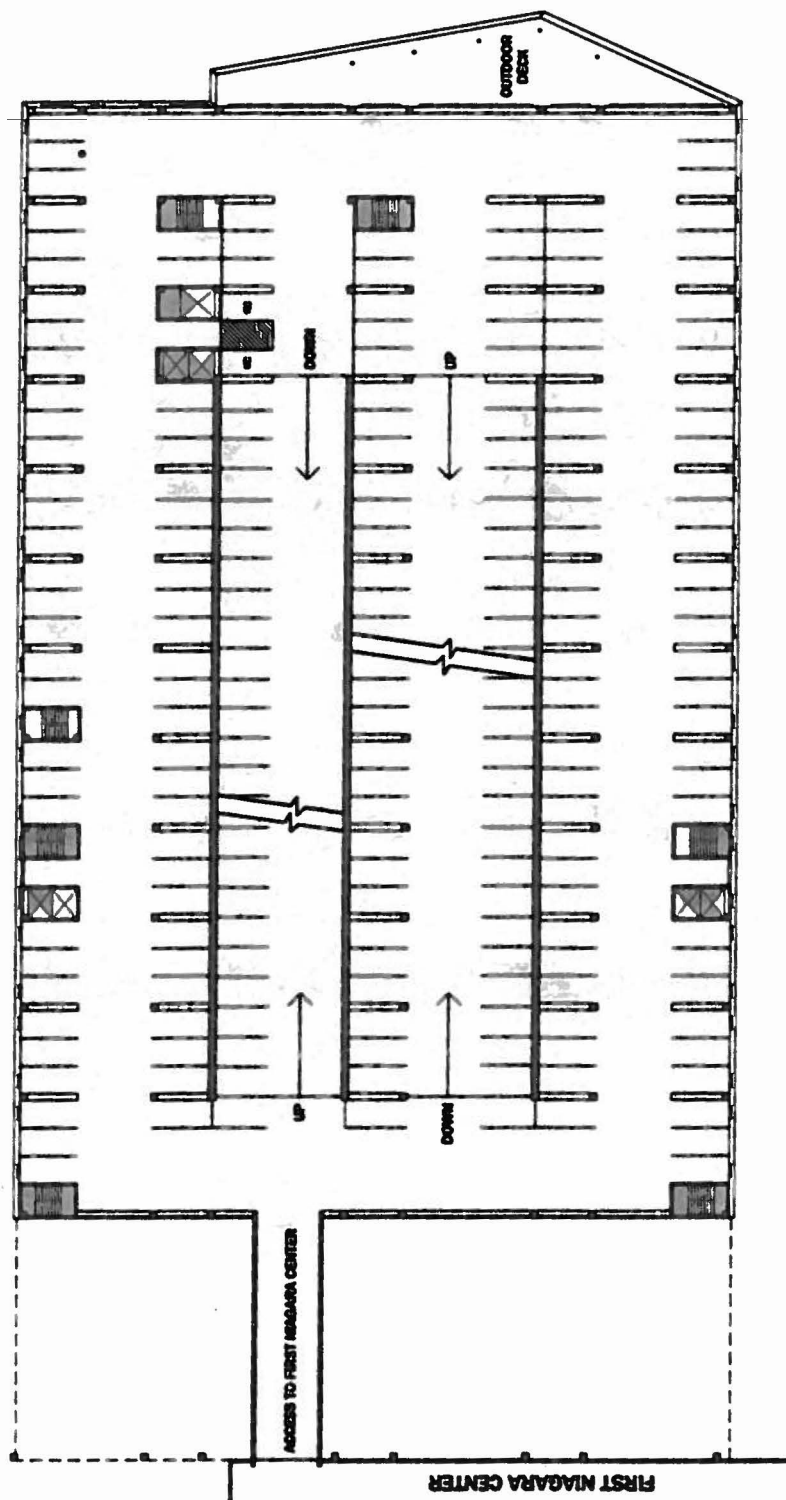 OUTDOOR
DECK
DOWN
UP
UP
DOWN
ACCESS TO FIRST NIAGARA CENTER
FIRST NIAGARA CENTER